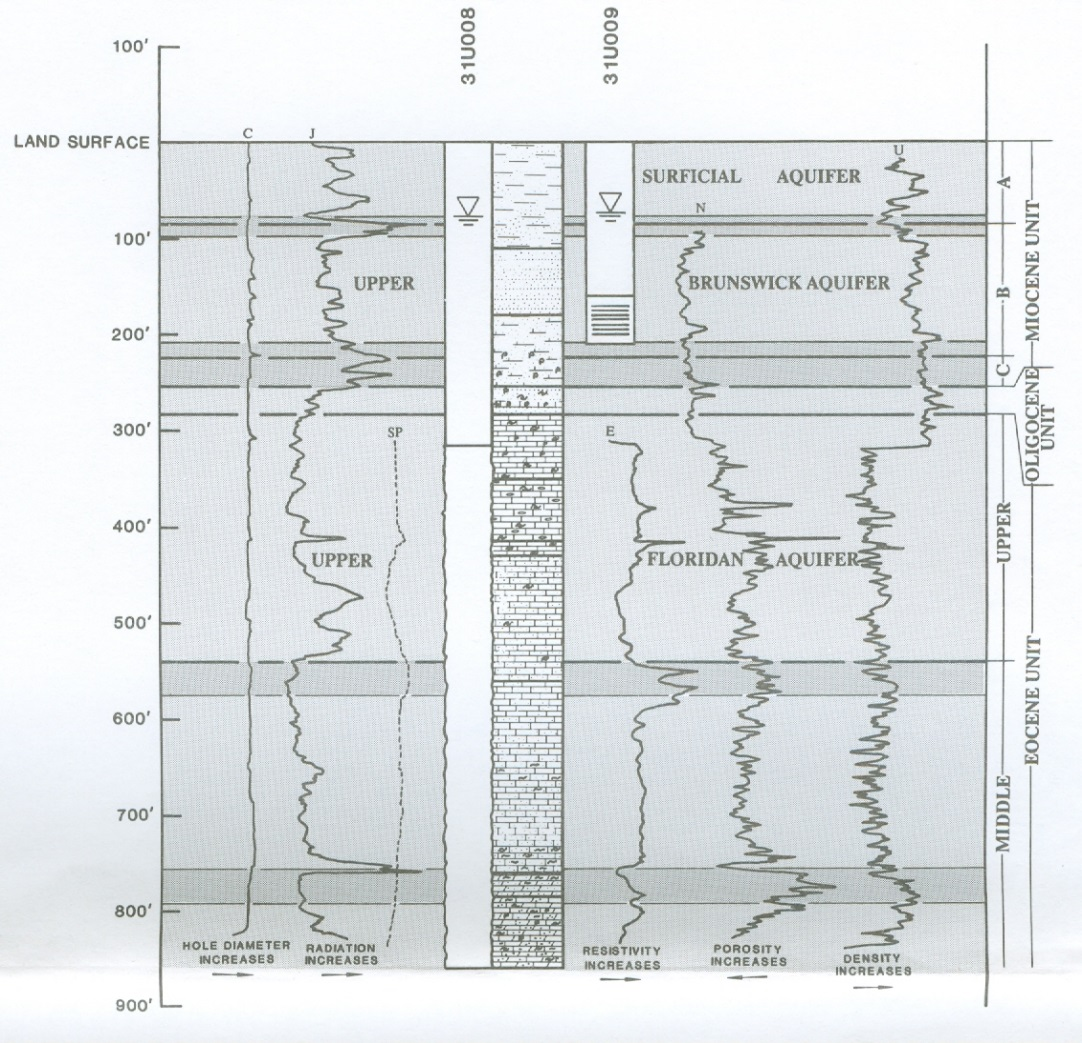 31U008
31U009
100′
LAND SURFACE
100′
200′
300′
400′
500′
600′
700′
800′
900′
C
J
U
SURFICIAL AQUIFER
N
UPPER
BRUNSWICK AQUIFER
SP
E
UPPER
FLORIDAN AQUIFER
HOLE DIAMETER
INCREASES
RADIATION
INCREASES
RESISTIVITY
INCREASES
POROSITY
INCREASES
DENSITY
INCREASES
A
B
C
UPPER
MIDDLE
MIOCENE UNIT
OLIGOCENE
UNIT
EOCENE UNIT